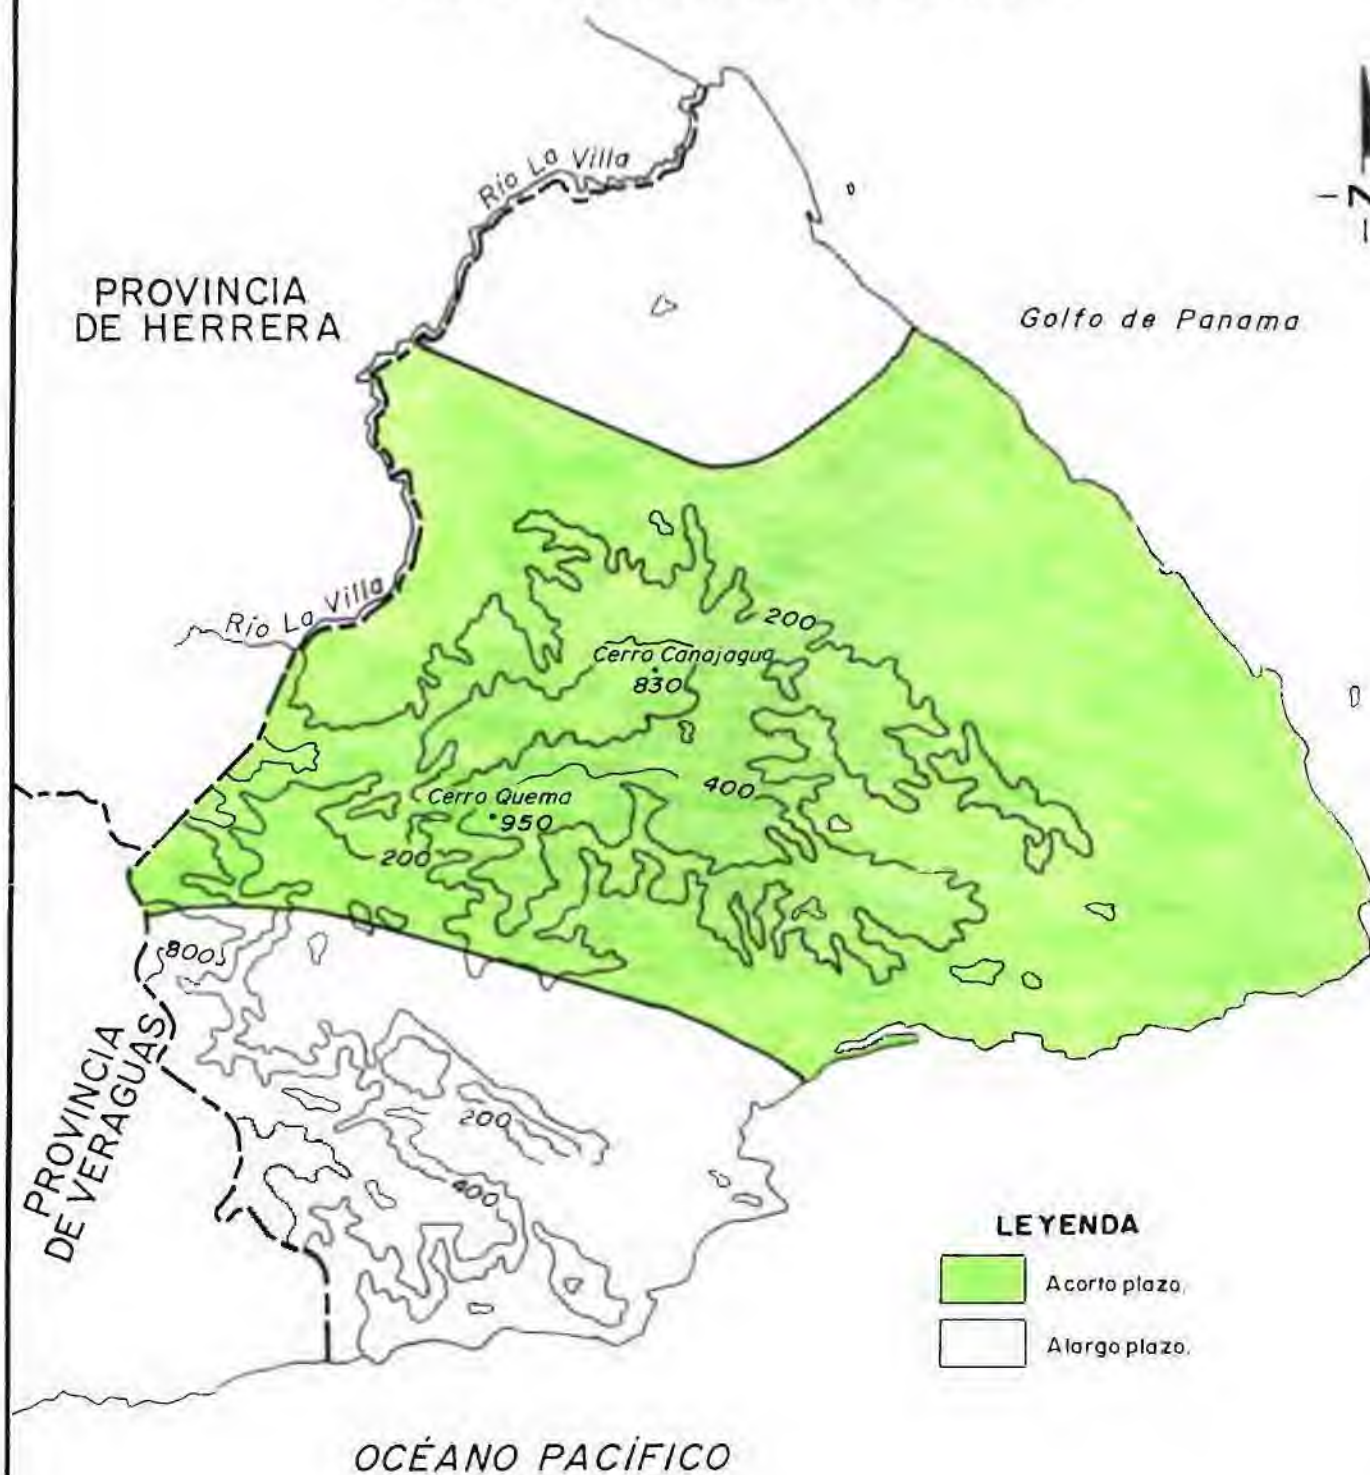 Río La Villa
PROVINCIA
DE HERRERA
Golfo de Panama
Río La Villa
200
Cerro Canajagua
830
400
Cerro Quema
950
200
800
PROVINCIA
DE VERAGUAS
200
400
LEYENDA
A corto plazo.
A largo plazo.
OCÉANO PACÍFICO